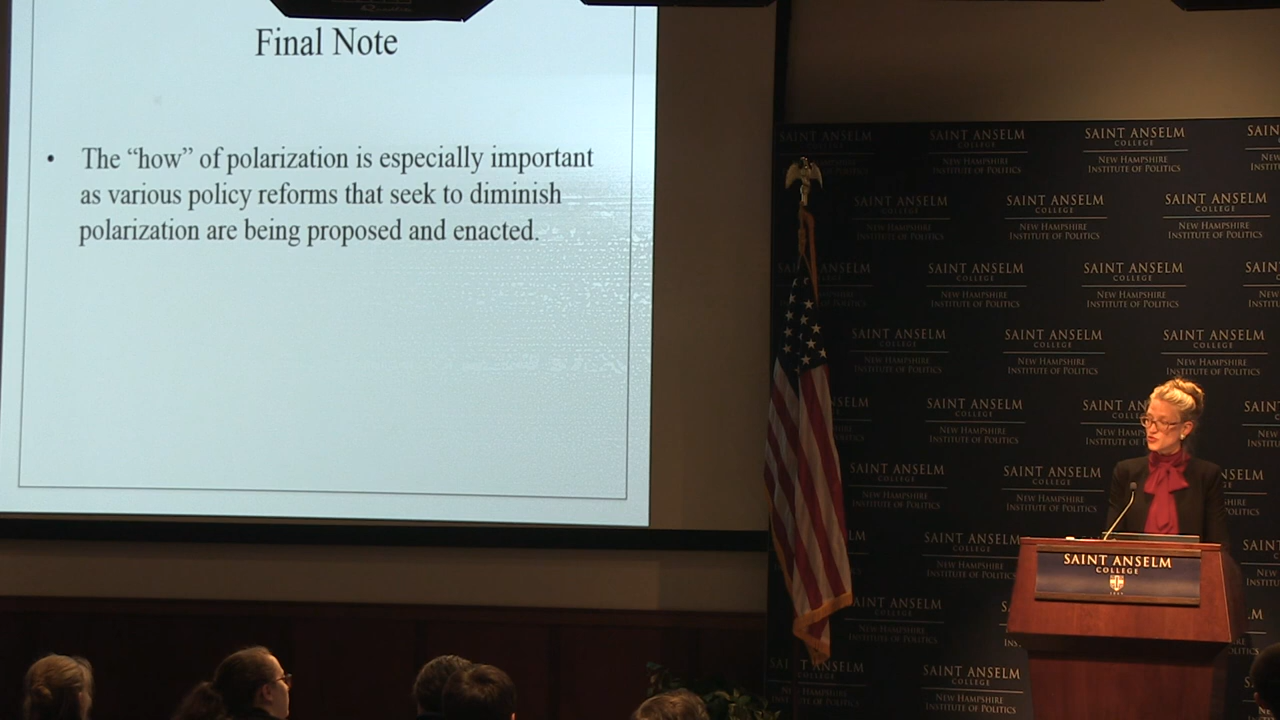 Final Note
• The “how” of polarization is especially important
as various policy reforms that seek to diminish
polarization are being proposed and enacted.
SAINT ANSELM
COLLEGE
NEW HAMPSHIRE
INSTITUTE OF POLITICS
SAINT ANSELM
COLLEGE